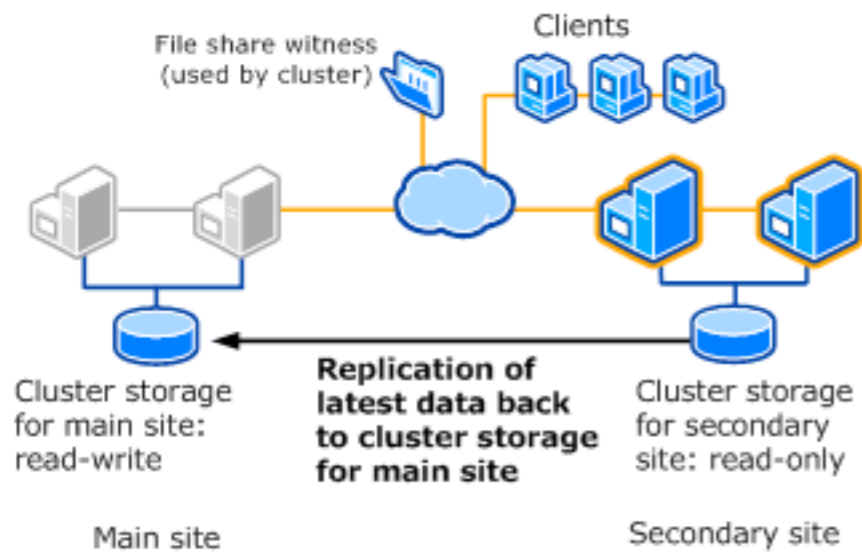 Clients
File share witness
(used by cluster)
Replication of
latest data back
to cluster storage
for main site
Cluster storage
for main site:
read-write
Cluster storage
for secondary
site: read-only
Main site
Secondary site